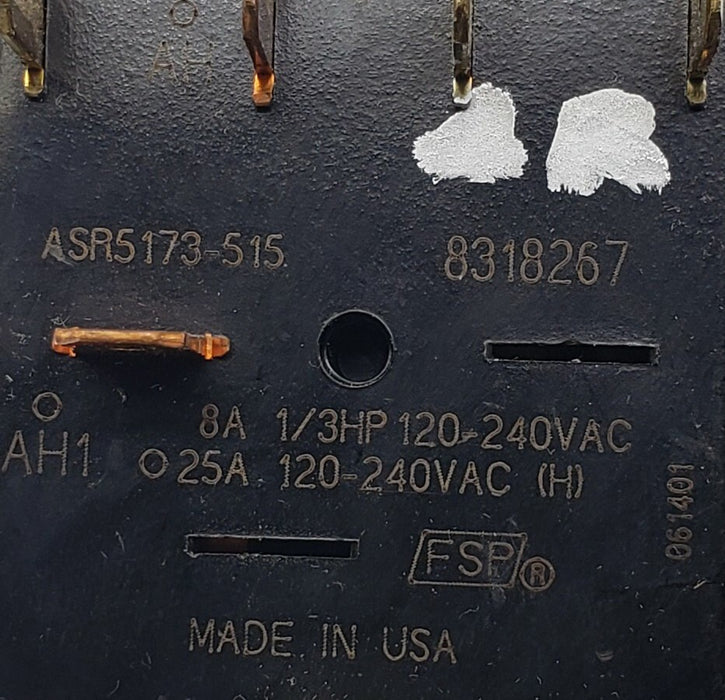 AH
ASR5173-515
8318267
8A 1/3HP 120-240VAC
AH1
25A 120-240VAC (H)
061401
FSP®
MADE IN USA